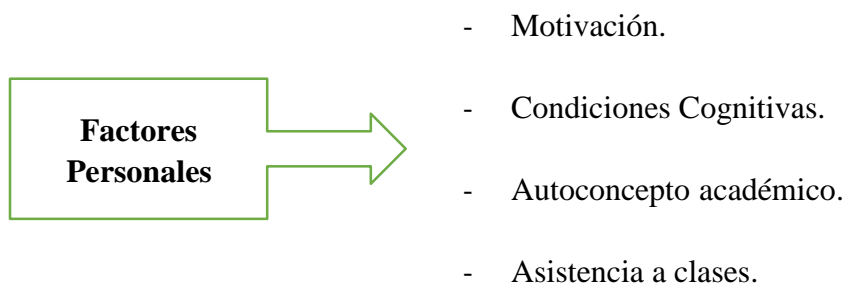 - Motivación.
Factores
Personales
- Condiciones Cognitivas.
- Autoconcepto académico.
- Asistencia a clases.